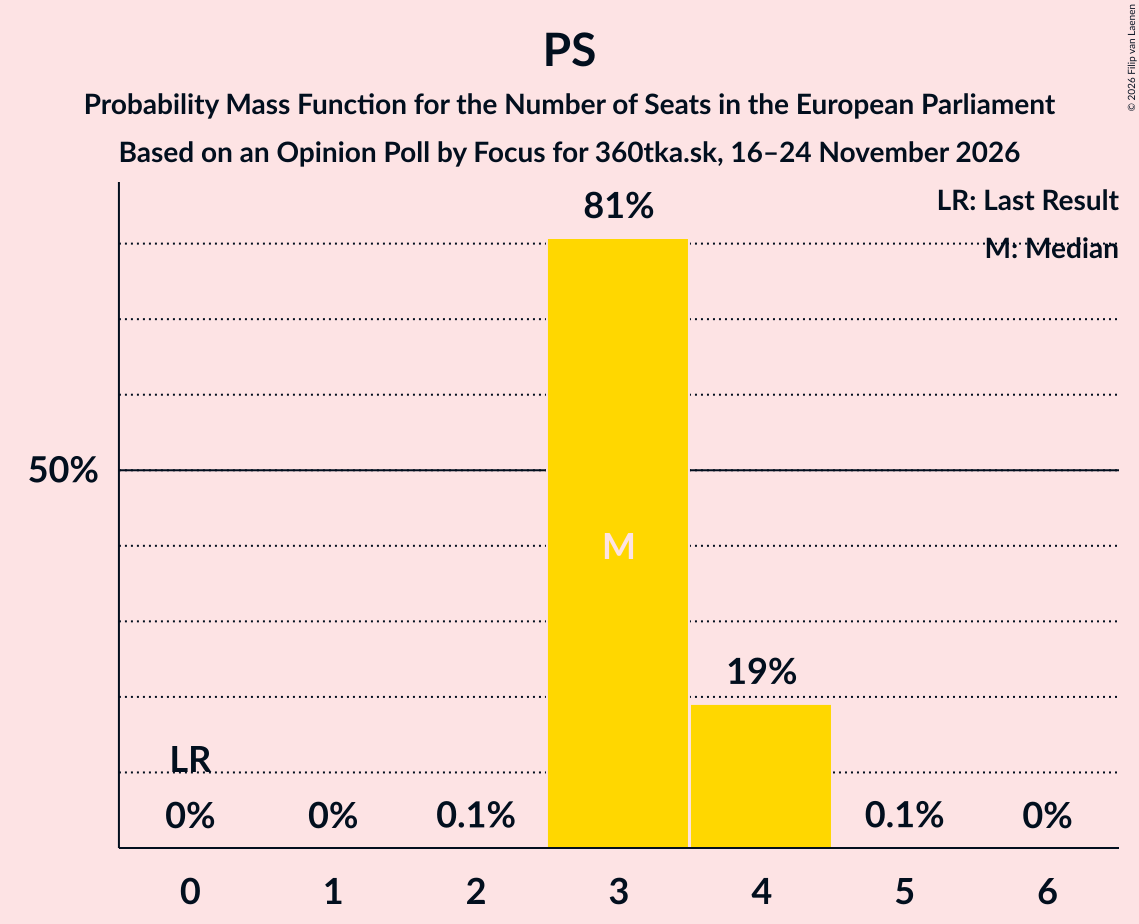 PS
Probability Mass Function for the Number of Seats in the European Parliament
Based on an Opinion Poll by Focus for 360tka.sk, 16–24 November 2026
© 2026 Filip van Laenen
LR: Last Result
M: Median
81%
50%
M
19%
LR
0% 0% 0.1% 0.1% 0%
0 1 2 3 4 5 6